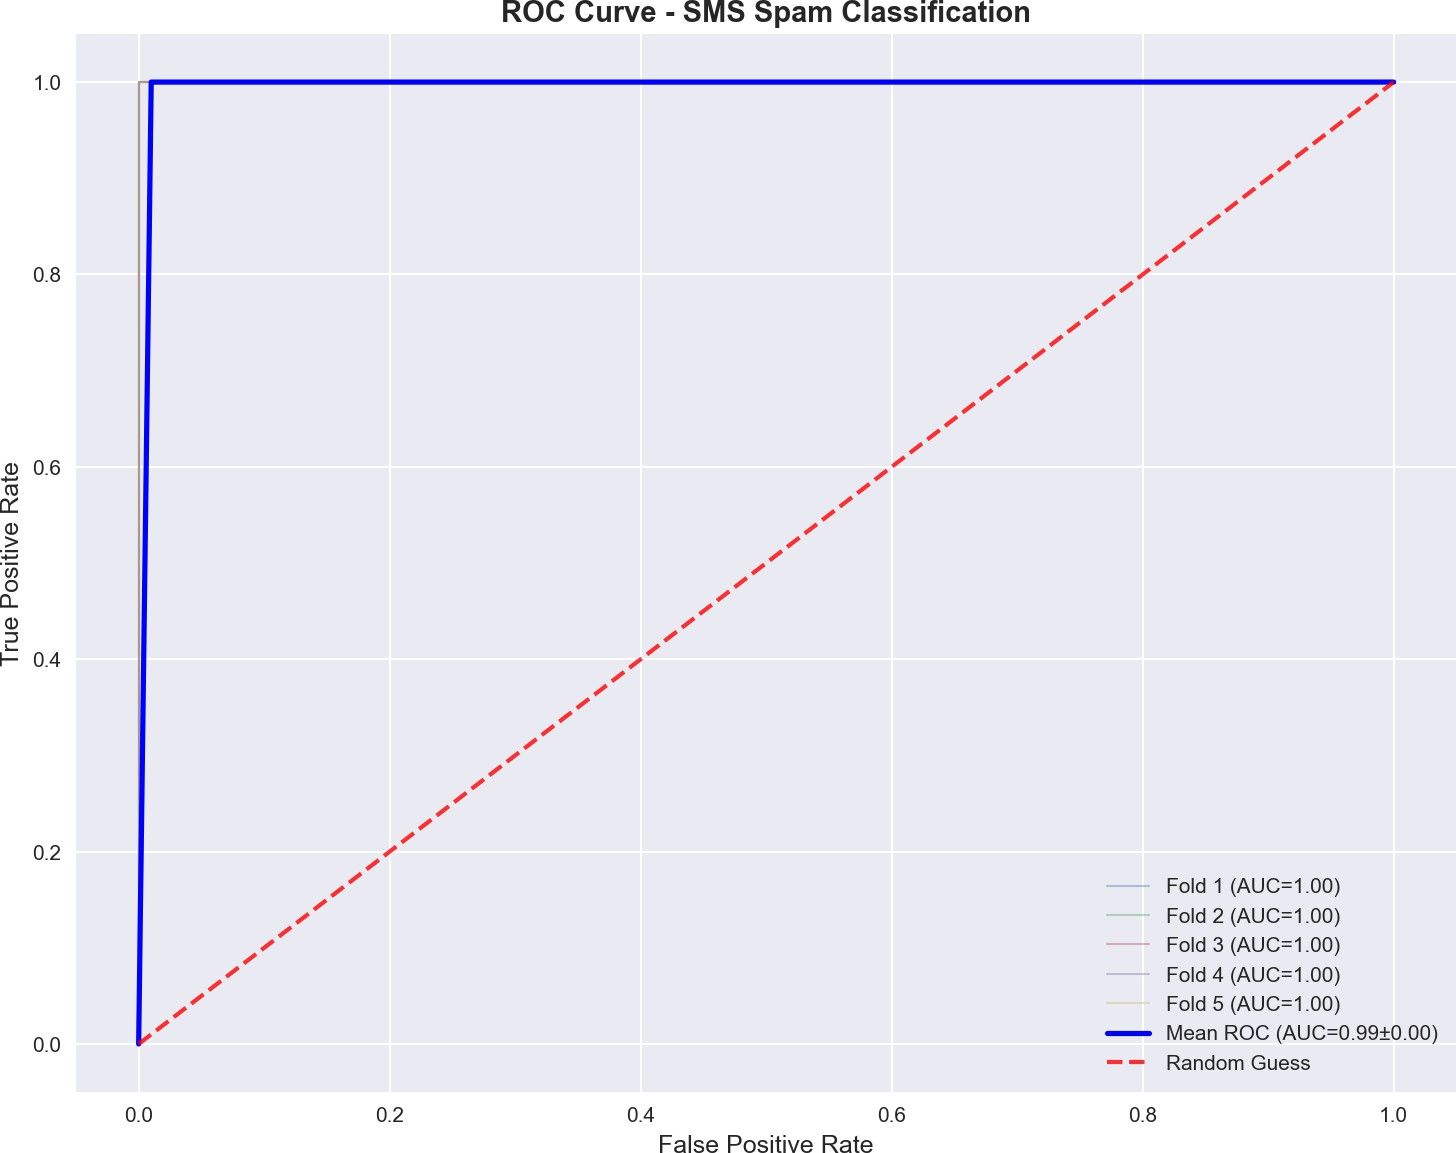 ROC Curve - SMS Spam Classification
1.0
0.8
0.6
0.4
0.2
0.0
True Positive Rate
Fold 1 (AUC=1.00)
Fold 2 (AUC=1.00)
Fold 3 (AUC=1.00)
Fold 4 (AUC=1.00)
Fold 5 (AUC=1.00)
Mean ROC (AUC=0.99±0.00)
Random Guess
0.0 0.2 0.4 0.6 0.8 1.0
False Positive Rate